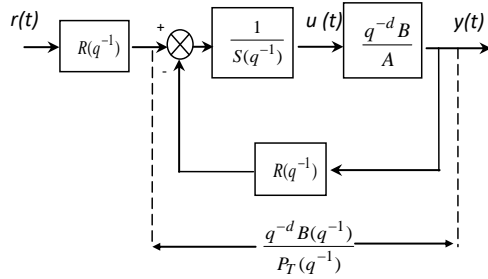 r(t)
R(q⁻¹)
+
-
1
S(q⁻¹)
u (t)
q⁻ᵈ B
A
y(t)
R(q⁻¹)
q⁻ᵈ B(q⁻¹)
P_T (q⁻¹)